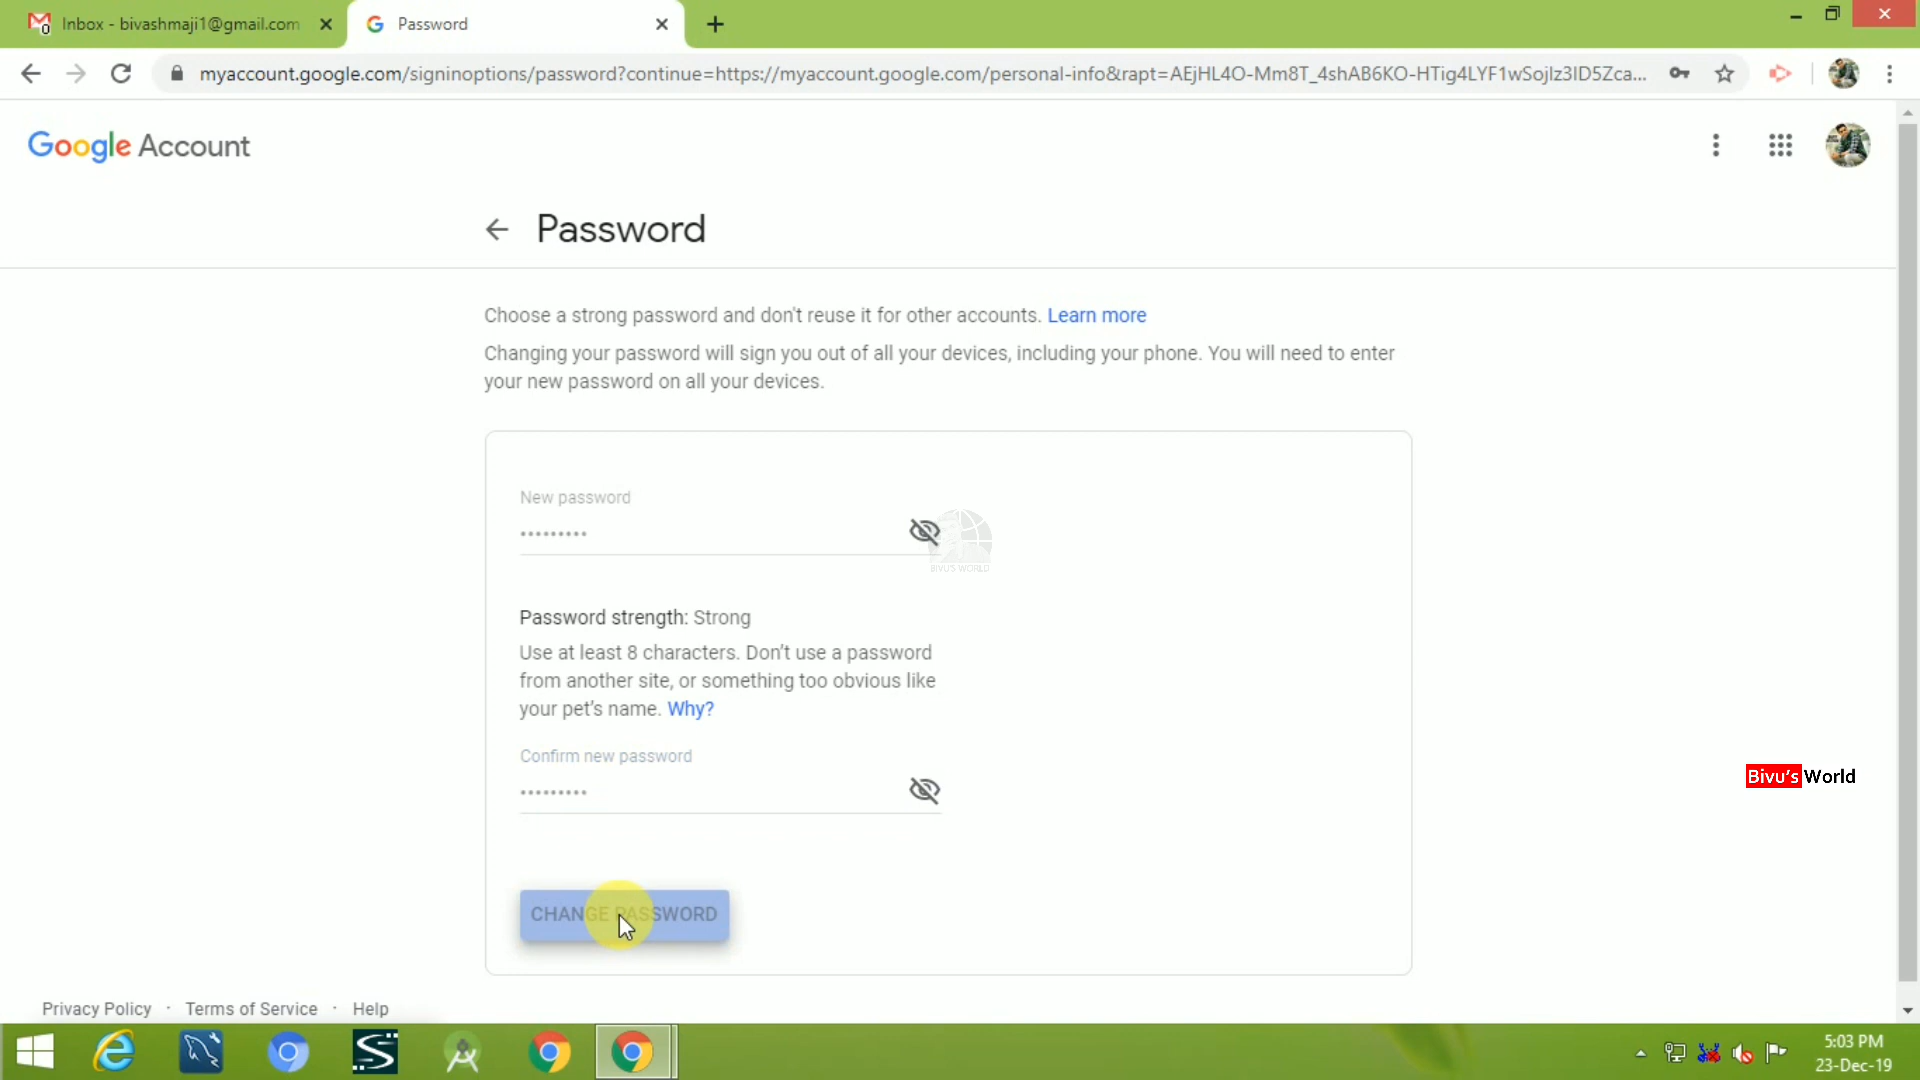 Inbox - bivashmaji1@gmail.com
Password
myaccount.google.com/signinoptions/password?continue=https://myaccount.google.com/personal-info&rapt=AEjHL4O-Mm8T_4shAB6KO-HTig4LYF1wSojlz3ID5Zca...
Google Account
Password
Choose a strong password and don't reuse it for other accounts. Learn more
Changing your password will sign you out of all your devices, including your phone. You will need to enter
your new password on all your devices.
New password
BIVU'S WORLD
Password strength: Strong
Use at least 8 characters. Don't use a password
from another site, or something too obvious like
your pet's name. Why?
Confirm new password
Bivu's World
CHANGE PASSWORD
Privacy Policy · Terms of Service · Help
5:03 PM
23-Dec-19